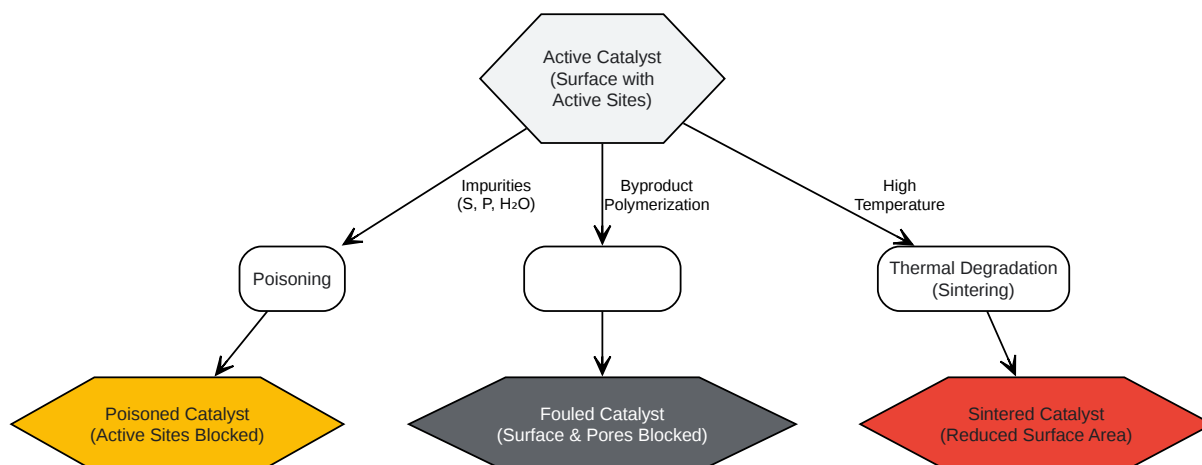 Active Catalyst
(Surface with
Active Sites)
Impurities
(S, P, H₂O)
Byproduct
Polymerization
High
Temperature
Poisoning
Thermal Degradation
(Sintering)
Poisoned Catalyst
(Active Sites Blocked)
Fouled Catalyst
(Surface & Pores Blocked)
Sintered Catalyst
(Reduced Surface Area)